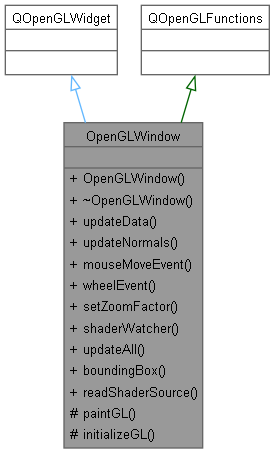 QOpenGLWidget
QOpenGLFunctions
OpenGLWindow
+ OpenGLWindow()
+ ~OpenGLWindow()
+ updateData()
+ updateNormals()
+ mouseMoveEvent()
+ wheelEvent()
+ setZoomFactor()
+ shaderWatcher()
+ updateAll()
+ boundingBox()
+ readShaderSource()
# paintGL()
# initializeGL()